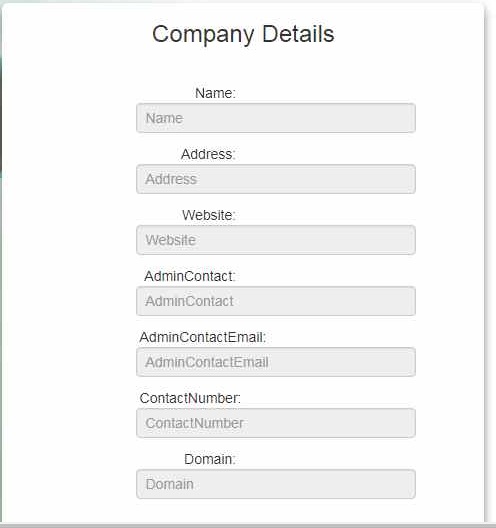 Company Details
Name:
Name
Address:
Address
Website:
Website
AdminContact:
AdminContact
AdminContactEmail:
AdminContactEmail
ContactNumber:
ContactNumber
Domain:
Domain